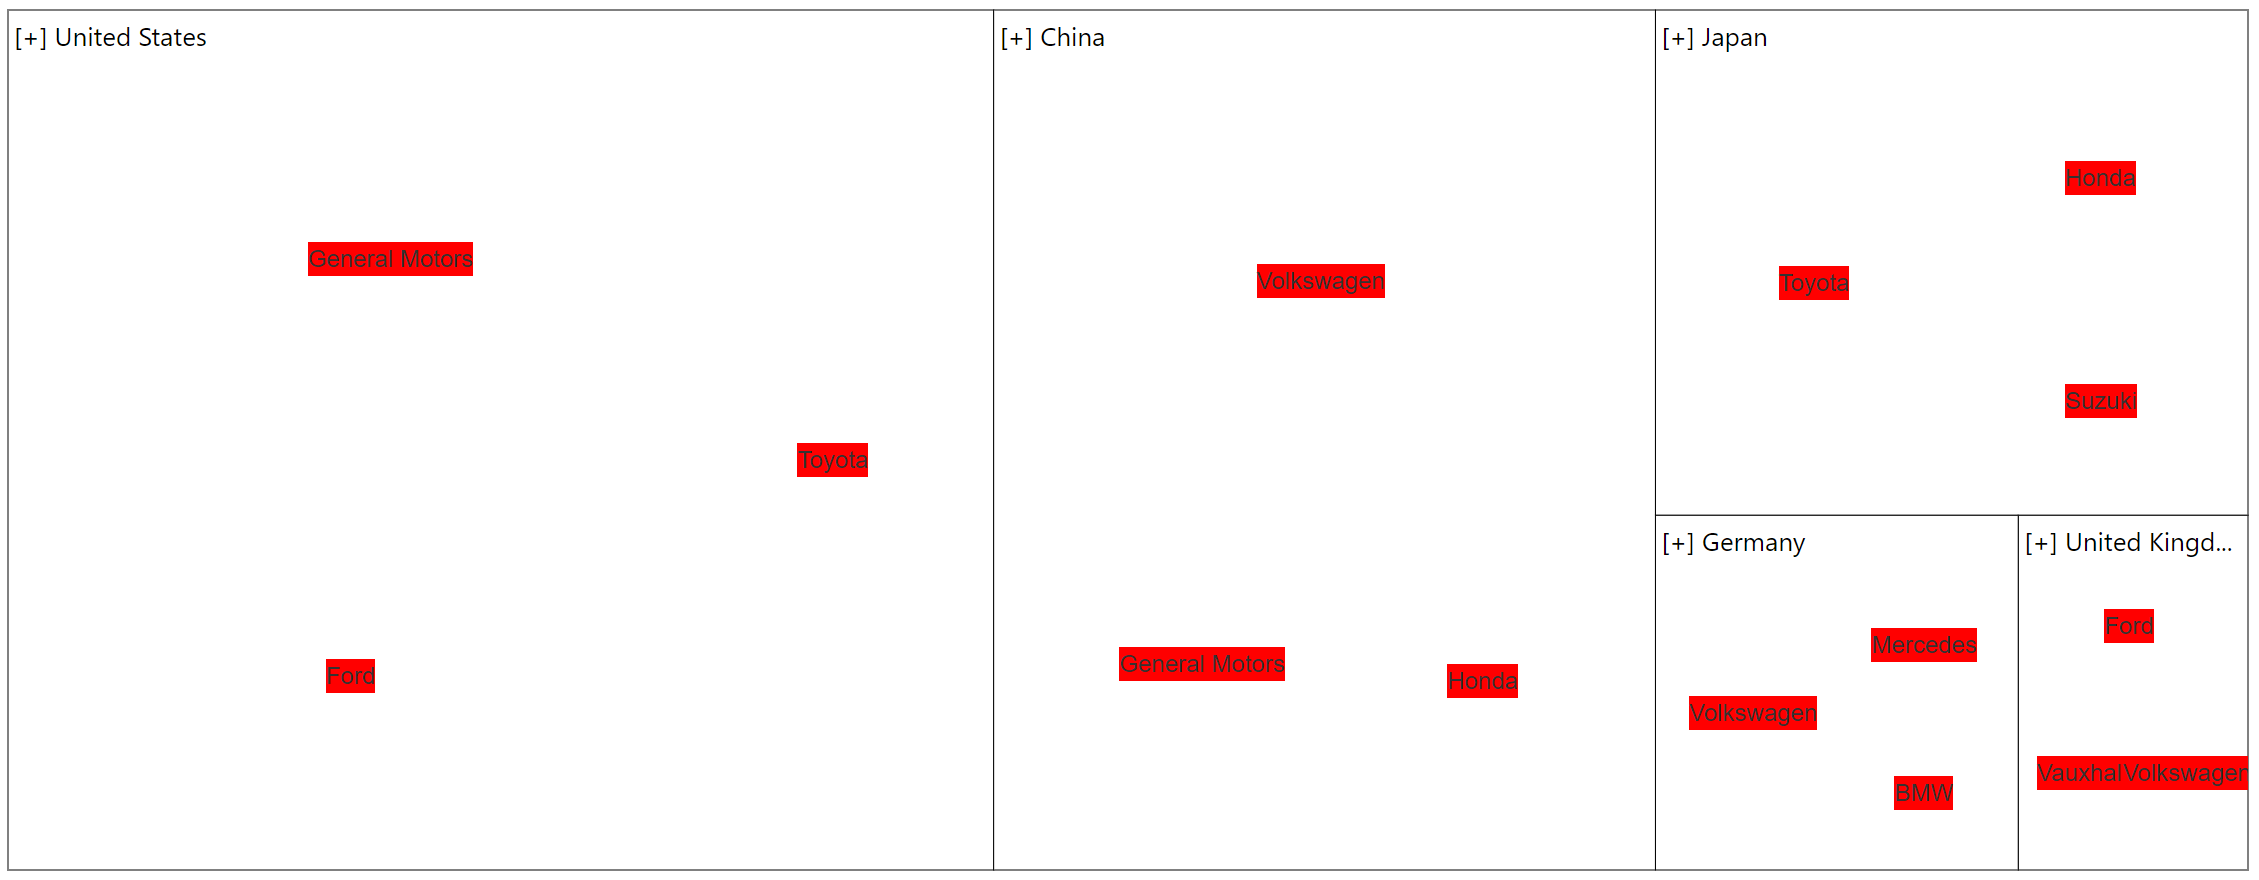 [+] United States
General Motors
Toyota
Ford
[+] China
Volkswagen
General Motors
Honda
[+] Japan
Honda
Toyota
Suzuki
[+] Germany
Mercedes
Volkswagen
BMW
[+] United Kingd...
Ford
VauxhalVolkswagen